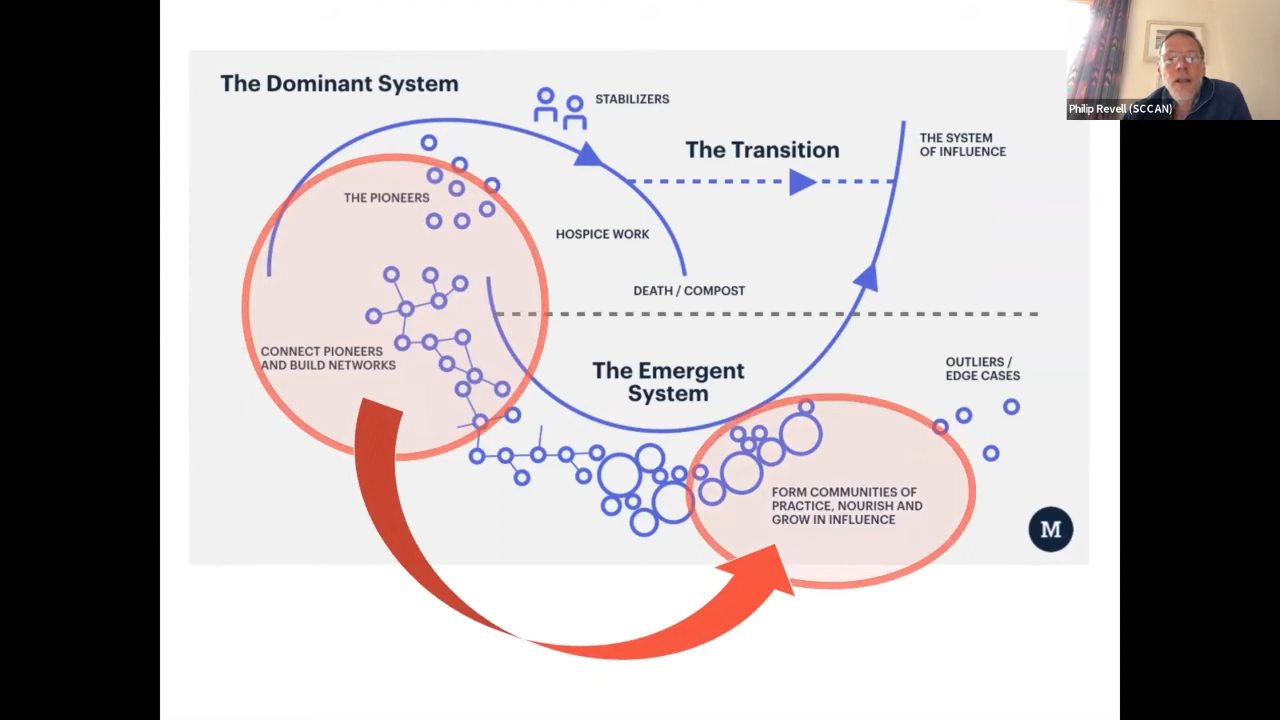 The Dominant System
STABILIZERS
Philip Revell (SCCAN)
The Transition
THE SYSTEM
OF INFLUENCE
THE PIONEERS
HOSPICE WORK
DEATH / COMPOST
CONNECT PIONEERS
AND BUILD NETWORKS
The Emergent
System
OUTLIERS /
EDGE CASES
FORM COMMUNITIES OF
PRACTICE, NOURISH AND
GROW IN INFLUENCE
M